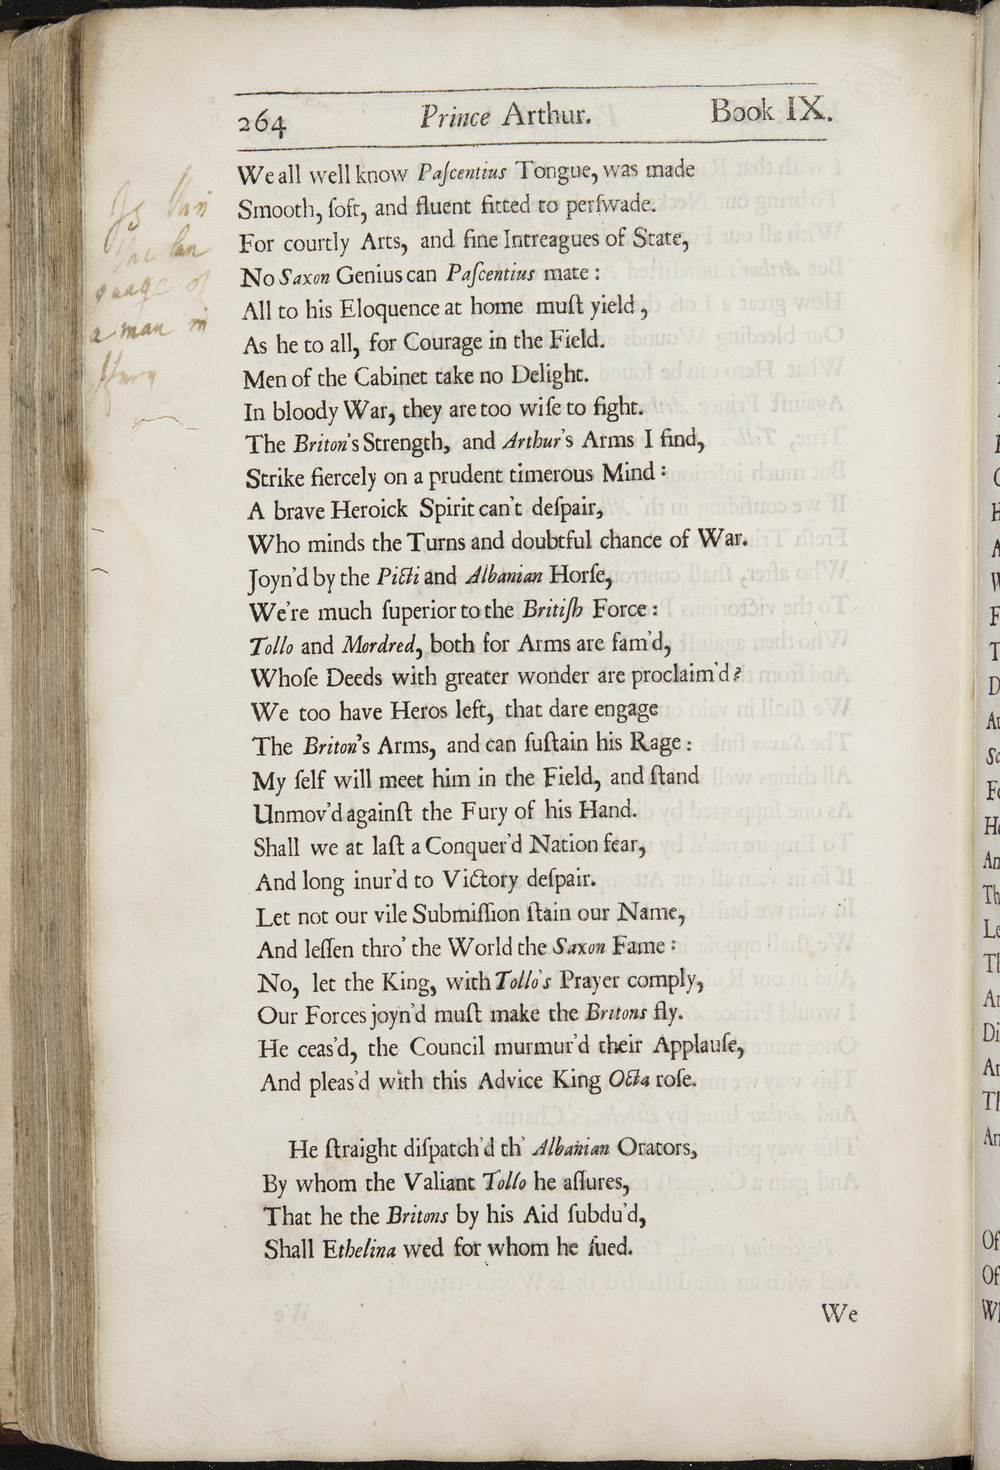 264 Prince Arthur. Book IX.
We all well know Paſcentius Tongue, was made
Smooth, ſoft, and fluent fitted to perſwade.
For courtly Arts, and fine Intreagues of State,
No Saxon Genius can Paſcentius mate :
All to his Eloquence at home muſt yield,
As he to all, for Courage in the Field.
Men of the Cabinet take no Delight.
In bloody War, they are too wiſe to fight.
The Briton's Strength, and Arthur's Arms I find,
Strike fiercely on a prudent timerous Mind :
A brave Heroick Spirit can't deſpair,
Who minds the Turns and doubtful chance of War.
Joyn'd by the Picti and Albanian Horſe,
We're much ſuperior to the Britiſh Force :
Tollo and Mordred, both for Arms are fam'd,
Whoſe Deeds with greater wonder are proclaim'd?
We too have Heros left, that dare engage
The Briton's Arms, and can ſuſtain his Rage :
My ſelf will meet him in the Field, and ſtand
Unmov'd againſt the Fury of his Hand.
Shall we at laſt a Conquer'd Nation fear,
And long inur'd to Victory deſpair.
Let not our vile Submiſſion ſtain our Name,
And leſſen thro' the World the Saxon Fame :
No, let the King, with Tollo's Prayer comply,
Our Forces joyn'd muſt make the Britons fly.
He ceas'd, the Council murmur'd their Applauſe,
And pleas'd with this Advice King Octa roſe.
He ſtraight diſpatch'd th' Albanian Orators,
By whom the Valiant Tollo he aſſures,
That he the Britons by his Aid ſubdu'd,
Shall Ethelina wed for whom he ſued.
We
Is this
the lan
guage of
a man in